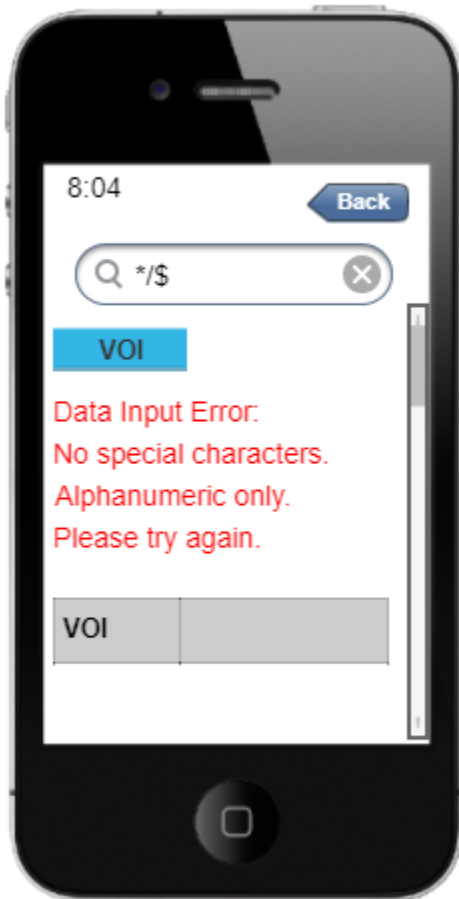 8:04
Back
*/$
VOI
Data Input Error:
No special characters.
Alphanumeric only.
Please try again.
VOI